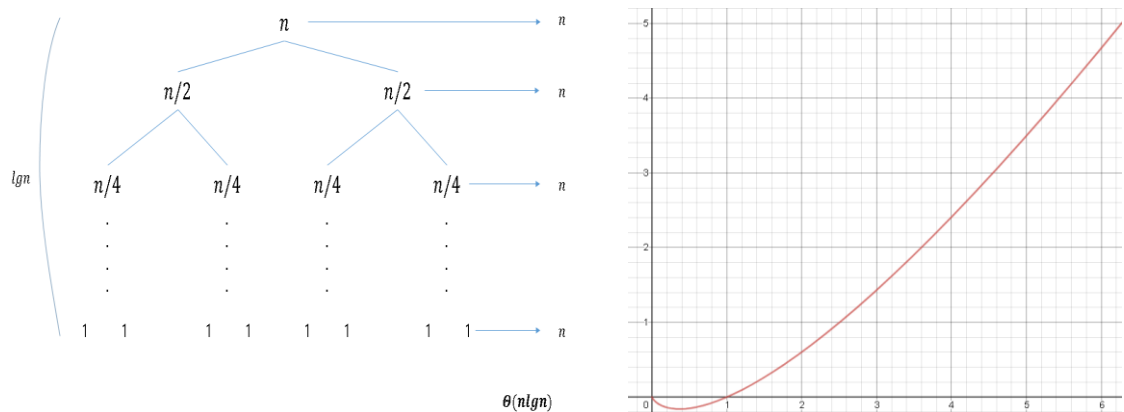 n n
n/2 n/2 n
lgn
n/4 n/4 n/4 n/4 n
1 1 1 1 1 1 1 1 n
θ(nlgn)
5
4
3
2
1
0 1 2 3 4 5 6